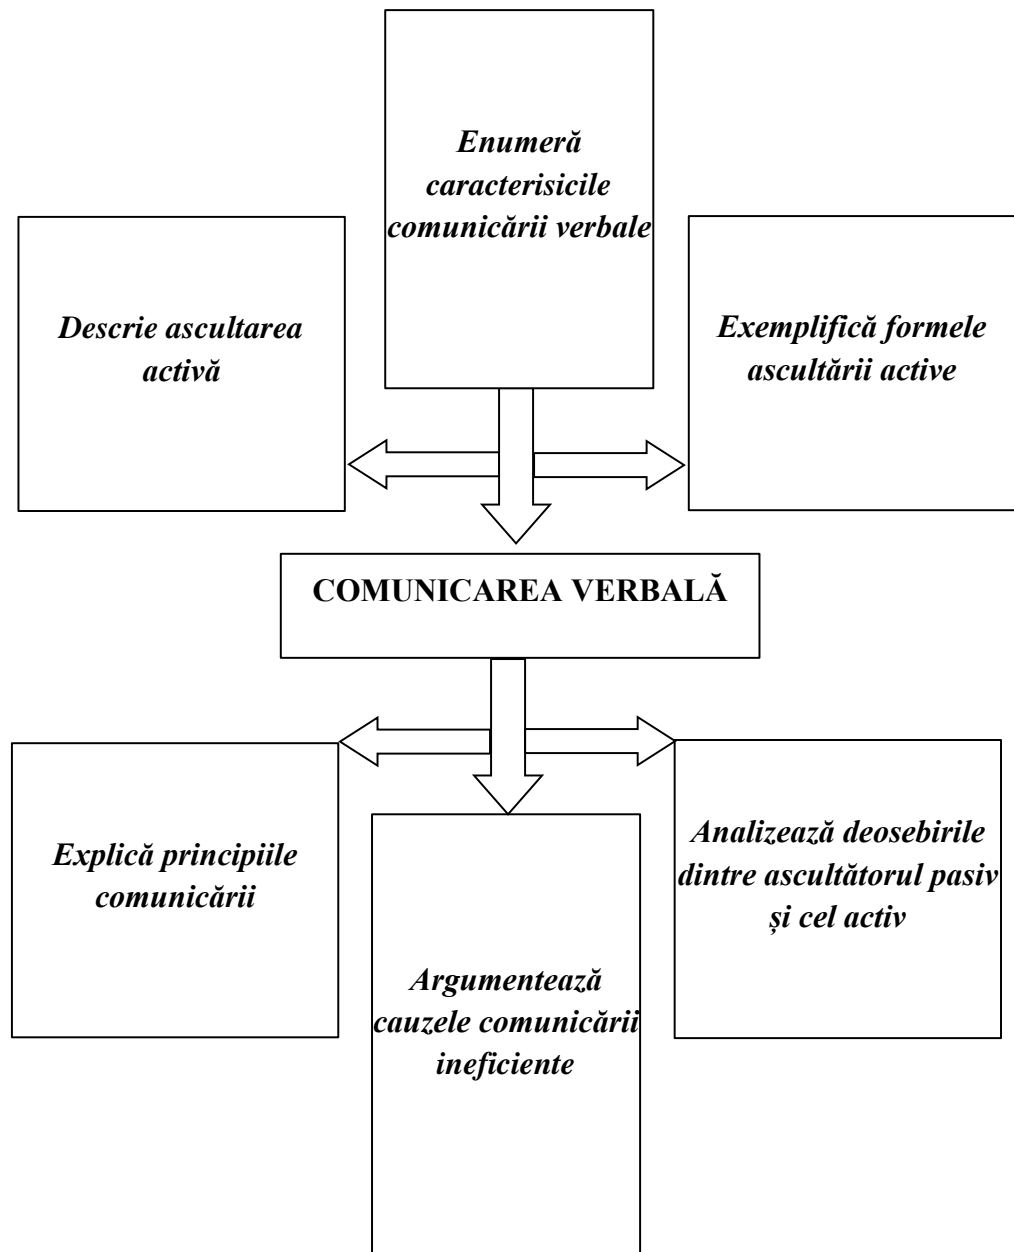 Enumeră
caracterisicile
comunicării verbale
Descrie ascultarea
activă
Exemplifică formele
ascultării active
COMUNICAREA VERBALĂ
Explică principiile
comunicării
Analizează deosebirile
dintre ascultătorul pasiv
și cel activ
Argumentează
cauzele comunicării
ineficiente